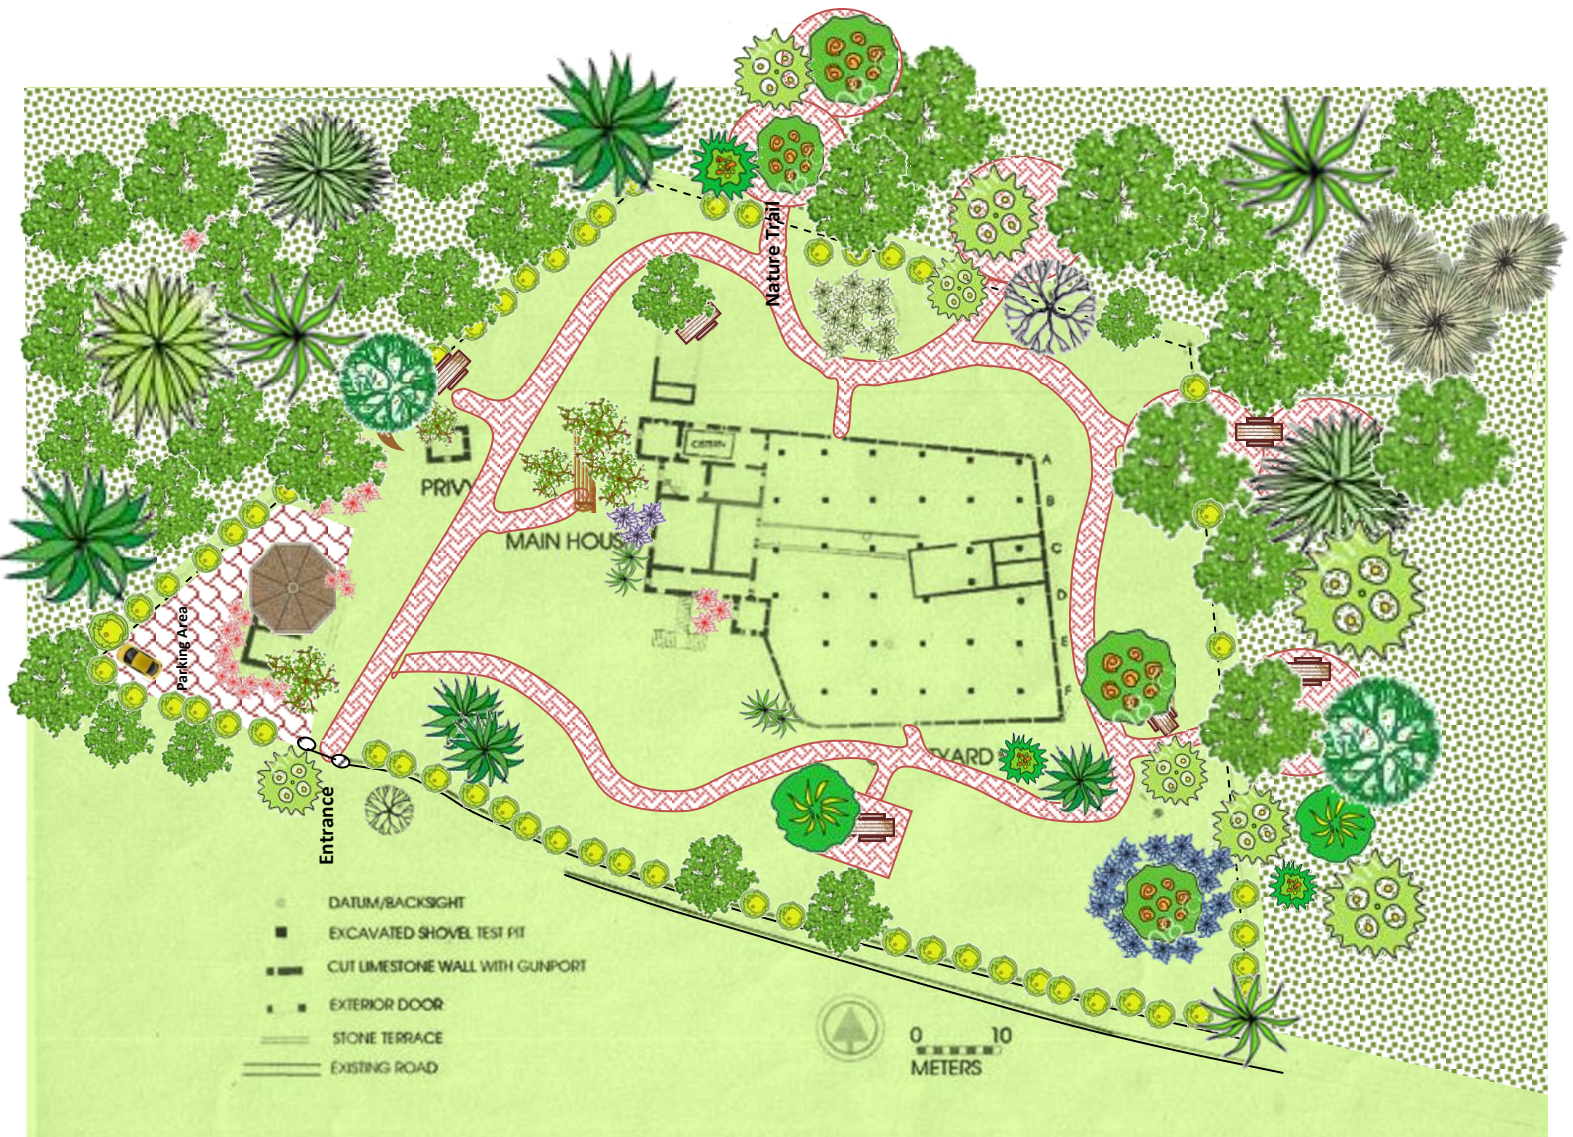 Nature Trail
CISTERN
A
B
PRIVY
MAIN HOUS
C
D
E
F
Parking Area
YARD
Entrance
DATUM/BACKSIGHT
EXCAVATED SHOVEL TEST PIT
CUT LIMESTONE WALL WITH GUNPORT
EXTERIOR DOOR
STONE TERRACE
EXISTING ROAD
0 10
METERS